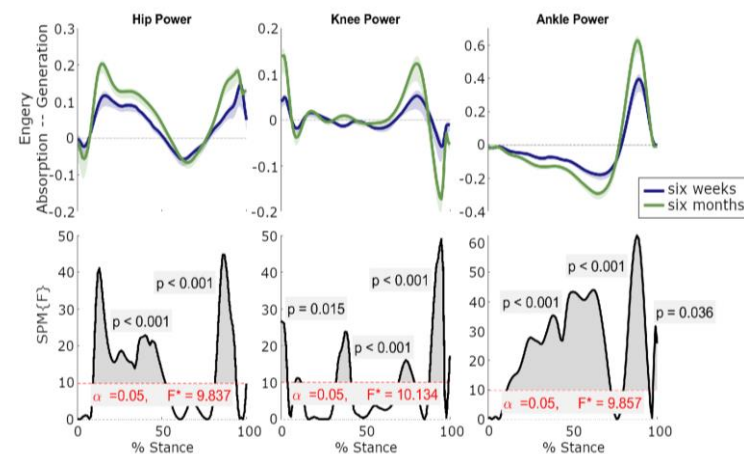 Hip Power
Knee Power
Ankle Power
Engery
Absorption -- Generation
0.3
0.2
0.1
0
-0.1
-0.2
0.2
0.1
0
-0.1
-0.2
0.6
0.4
0.2
0
-0.2
-0.4
six weeks
six months
SPM{F}
50
40
30
20
10
0
p < 0.001
p < 0.001
α =0.05, F* = 9.837
0 50 100
% Stance
50
40
30
20
10
0
p = 0.015
p < 0.001
p < 0.001
α =0.05, F* = 10.134
0 50 100
% Stance
60
50
40
30
20
10
0
p < 0.001
p < 0.001
p = 0.036
α =0.05, F* = 9.857
0 50 100
% Stance